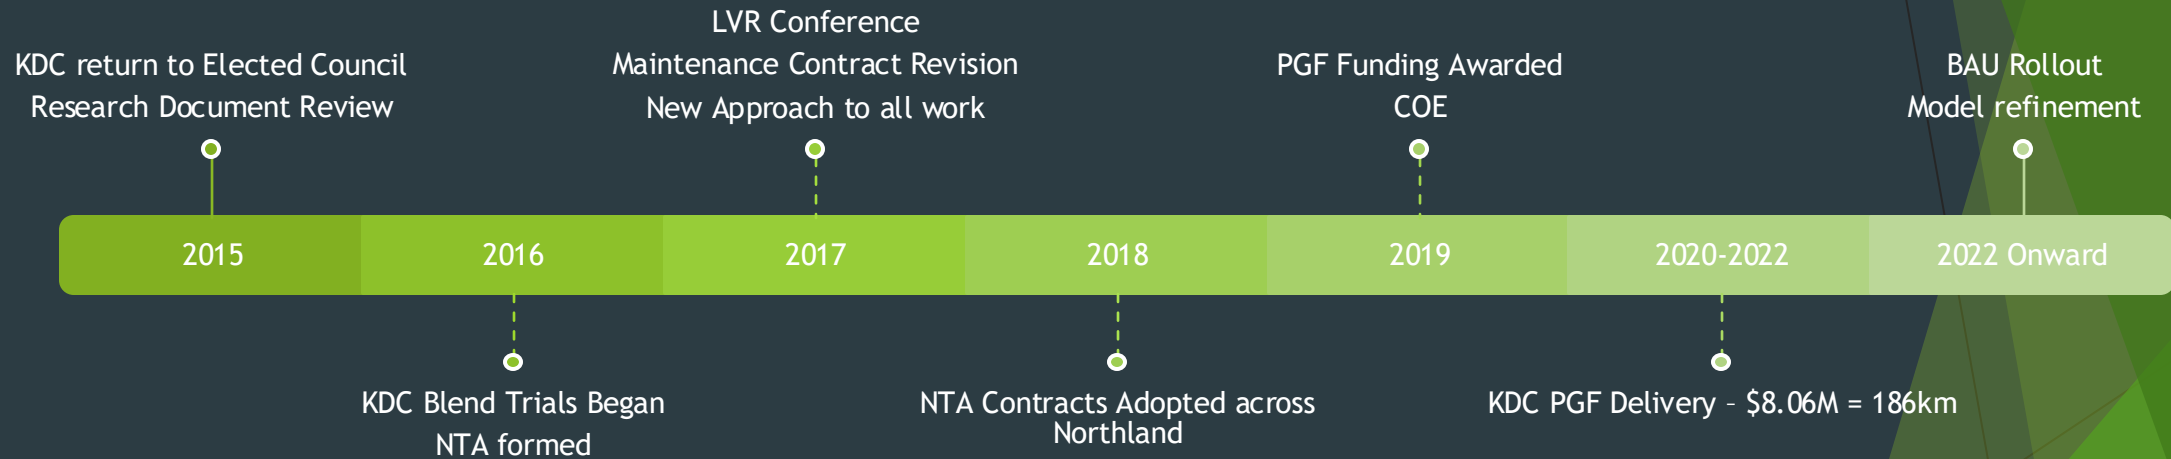 LVR Conference
KDC return to Elected Council
Maintenance Contract Revision
PGF Funding Awarded
BAU Rollout
Research Document Review
New Approach to all work
COE
Model refinement
2015
2016
2017
2018
2019
2020-2022
2022 Onward
KDC Blend Trials Began
NTA formed
NTA Contracts Adopted across
Northland
KDC PGF Delivery – $8.06M = 186km